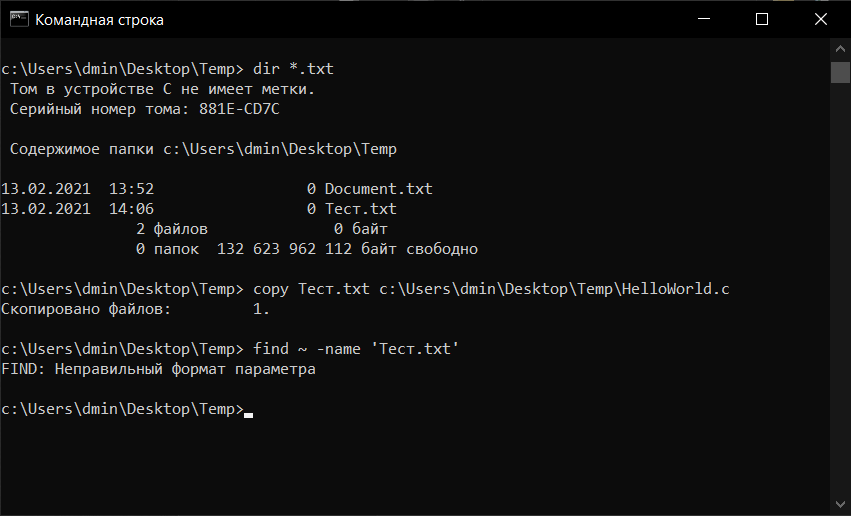 Командная строка
c:\Users\dmin\Desktop\Temp> dir *.txt
Том в устройстве C не имеет метки.
Серийный номер тома: 881E-CD7C
Содержимое папки c:\Users\dmin\Desktop\Temp
13.02.2021  13:52                 0 Document.txt
13.02.2021  14:06                 0 Тест.txt
2 файлов              0 байт
0 папок  132 623 962 112 байт свободно
c:\Users\dmin\Desktop\Temp> copy Тест.txt c:\Users\dmin\Desktop\Temp\HelloWorld.c
Скопировано файлов:         1.
c:\Users\dmin\Desktop\Temp> find ~ -name 'Тест.txt'
FIND: Неправильный формат параметра
c:\Users\dmin\Desktop\Temp>